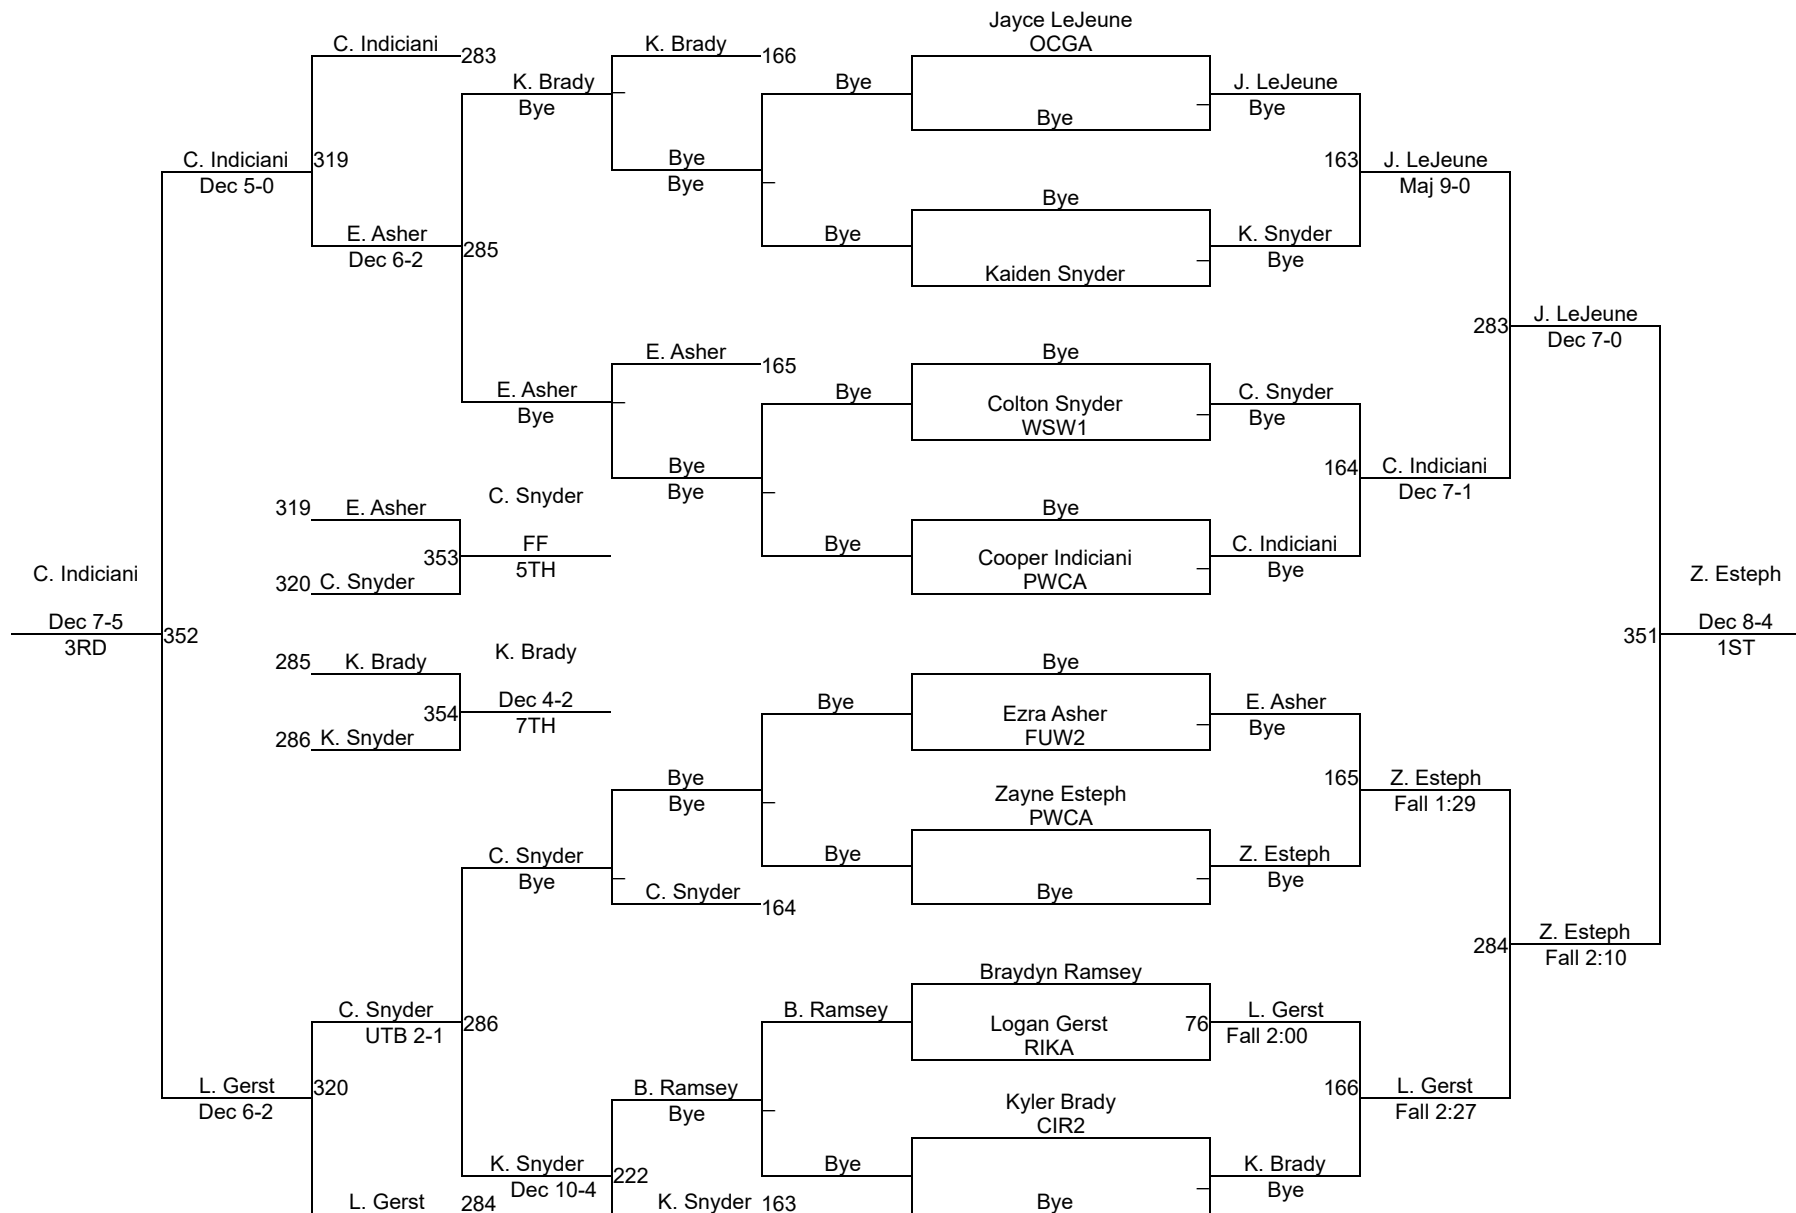 Jayce LeJeune
OCGA
C. Indiciani
283
K. Brady
166
K. Brady
Bye
Bye
Bye
J. LeJeune
Bye
C. Indiciani
Dec 5-0
319
Bye
Bye
163
J. LeJeune
Maj 9-0
E. Asher
Dec 6-2
285
Bye
Bye
Kaiden Snyder
K. Snyder
Bye
283
J. LeJeune
Dec 7-0
E. Asher
165
Bye
E. Asher
Bye
Bye
Colton Snyder
WSW1
C. Snyder
Bye
Bye
Bye
164
C. Indiciani
Dec 7-1
319
E. Asher
C. Snyder
353
FF
5TH
320
C. Snyder
Bye
Bye
Cooper Indiciani
PWCA
C. Indiciani
Bye
C. Indiciani
Dec 7-5
3RD
352
Z. Esteph
351
Dec 8-4
1ST
285
K. Brady
K. Brady
354
Dec 4-2
7TH
286
K. Snyder
Bye
Bye
Ezra Asher
FUW2
E. Asher
Bye
Bye
Bye
Zayne Esteph
PWCA
165
Z. Esteph
Fall 1:29
C. Snyder
Bye
Bye
Bye
Z. Esteph
Bye
C. Snyder
164
284
Z. Esteph
Fall 2:10
C. Snyder
UTB 2-1
286
B. Ramsey
Braydyn Ramsey
Logan Gerst
RIKA
76
L. Gerst
Fall 2:00
L. Gerst
Dec 6-2
320
B. Ramsey
Bye
Kyler Brady
CIR2
166
L. Gerst
Fall 2:27
K. Snyder
Dec 10-4
222
Bye
Bye
K. Brady
Bye
L. Gerst
284
K. Snyder
163